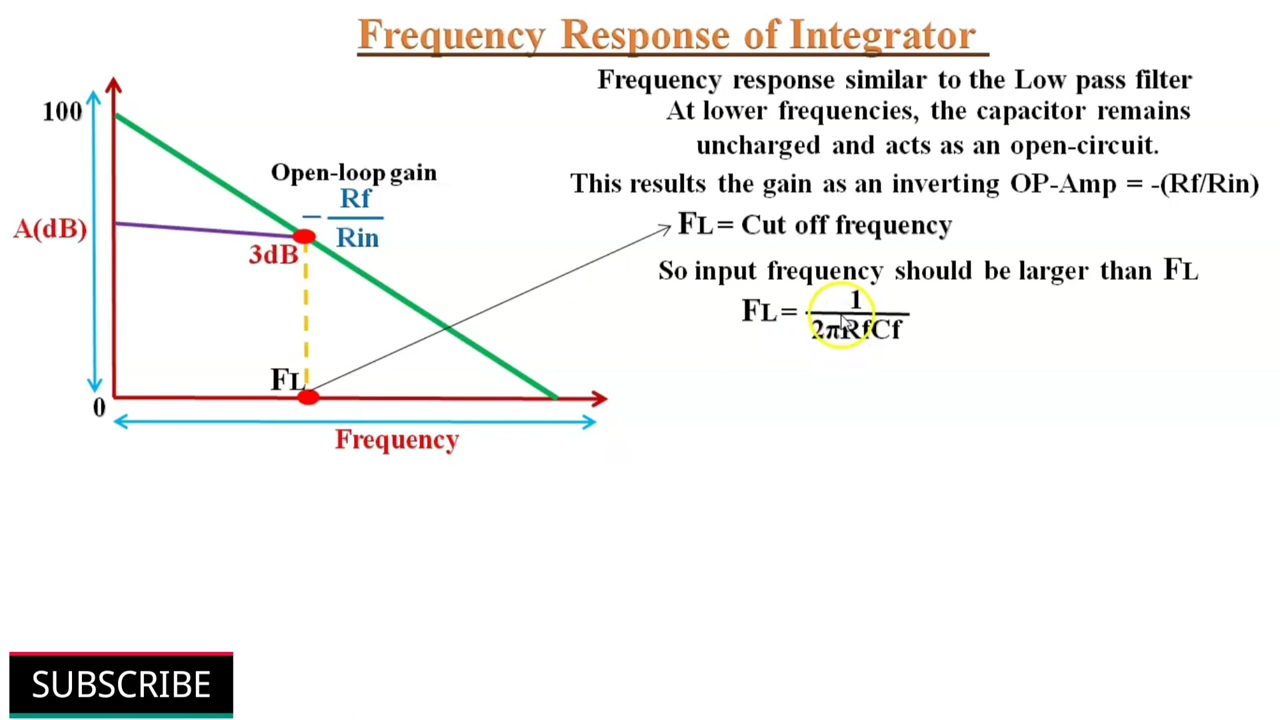 Frequency Response of Integrator
Frequency response similar to the Low pass filter
At lower frequencies, the capacitor remains
uncharged and acts as an open-circuit.
This results the gain as an inverting OP-Amp = -(Rf/Rin)
FL= Cut off frequency
So input frequency should be larger than FL
FL= 1
2πRfCf
100
Open-loop gain
− Rf
Rin
A(dB)
3dB
FL
0
Frequency
SUBSCRIBE